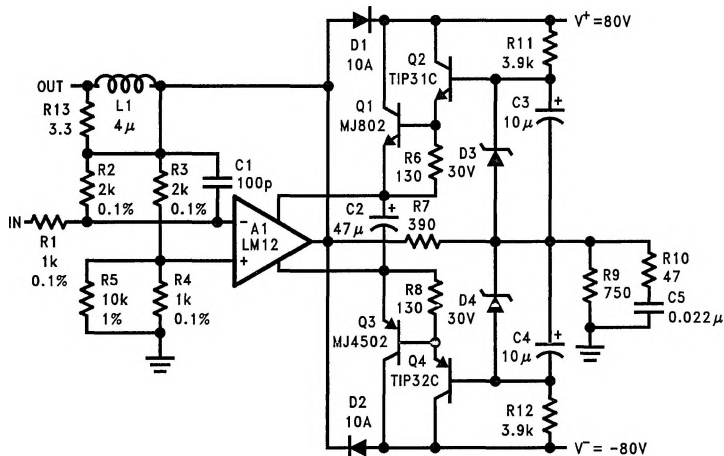 D1
10A
V⁺=80V
Q2
TIP31C
R11
3.9k
OUT
L1
4μ
R13
3.3
Q1
MJ802
C3
10μ
+
R2
2k
0.1%
R3
2k
0.1%
C1
100p
R6
130
D3
30V
IN
R1
1k
0.1%
A1
LM12
−
+
C2
47μ
+
R7
390
R5
10k
1%
R4
1k
0.1%
R8
130
D4
30V
R9
750
R10
47
C5
0.022μ
Q3
MJ4502
Q4
TIP32C
C4
10μ
+
D2
10A
R12
3.9k
V⁻= -80V